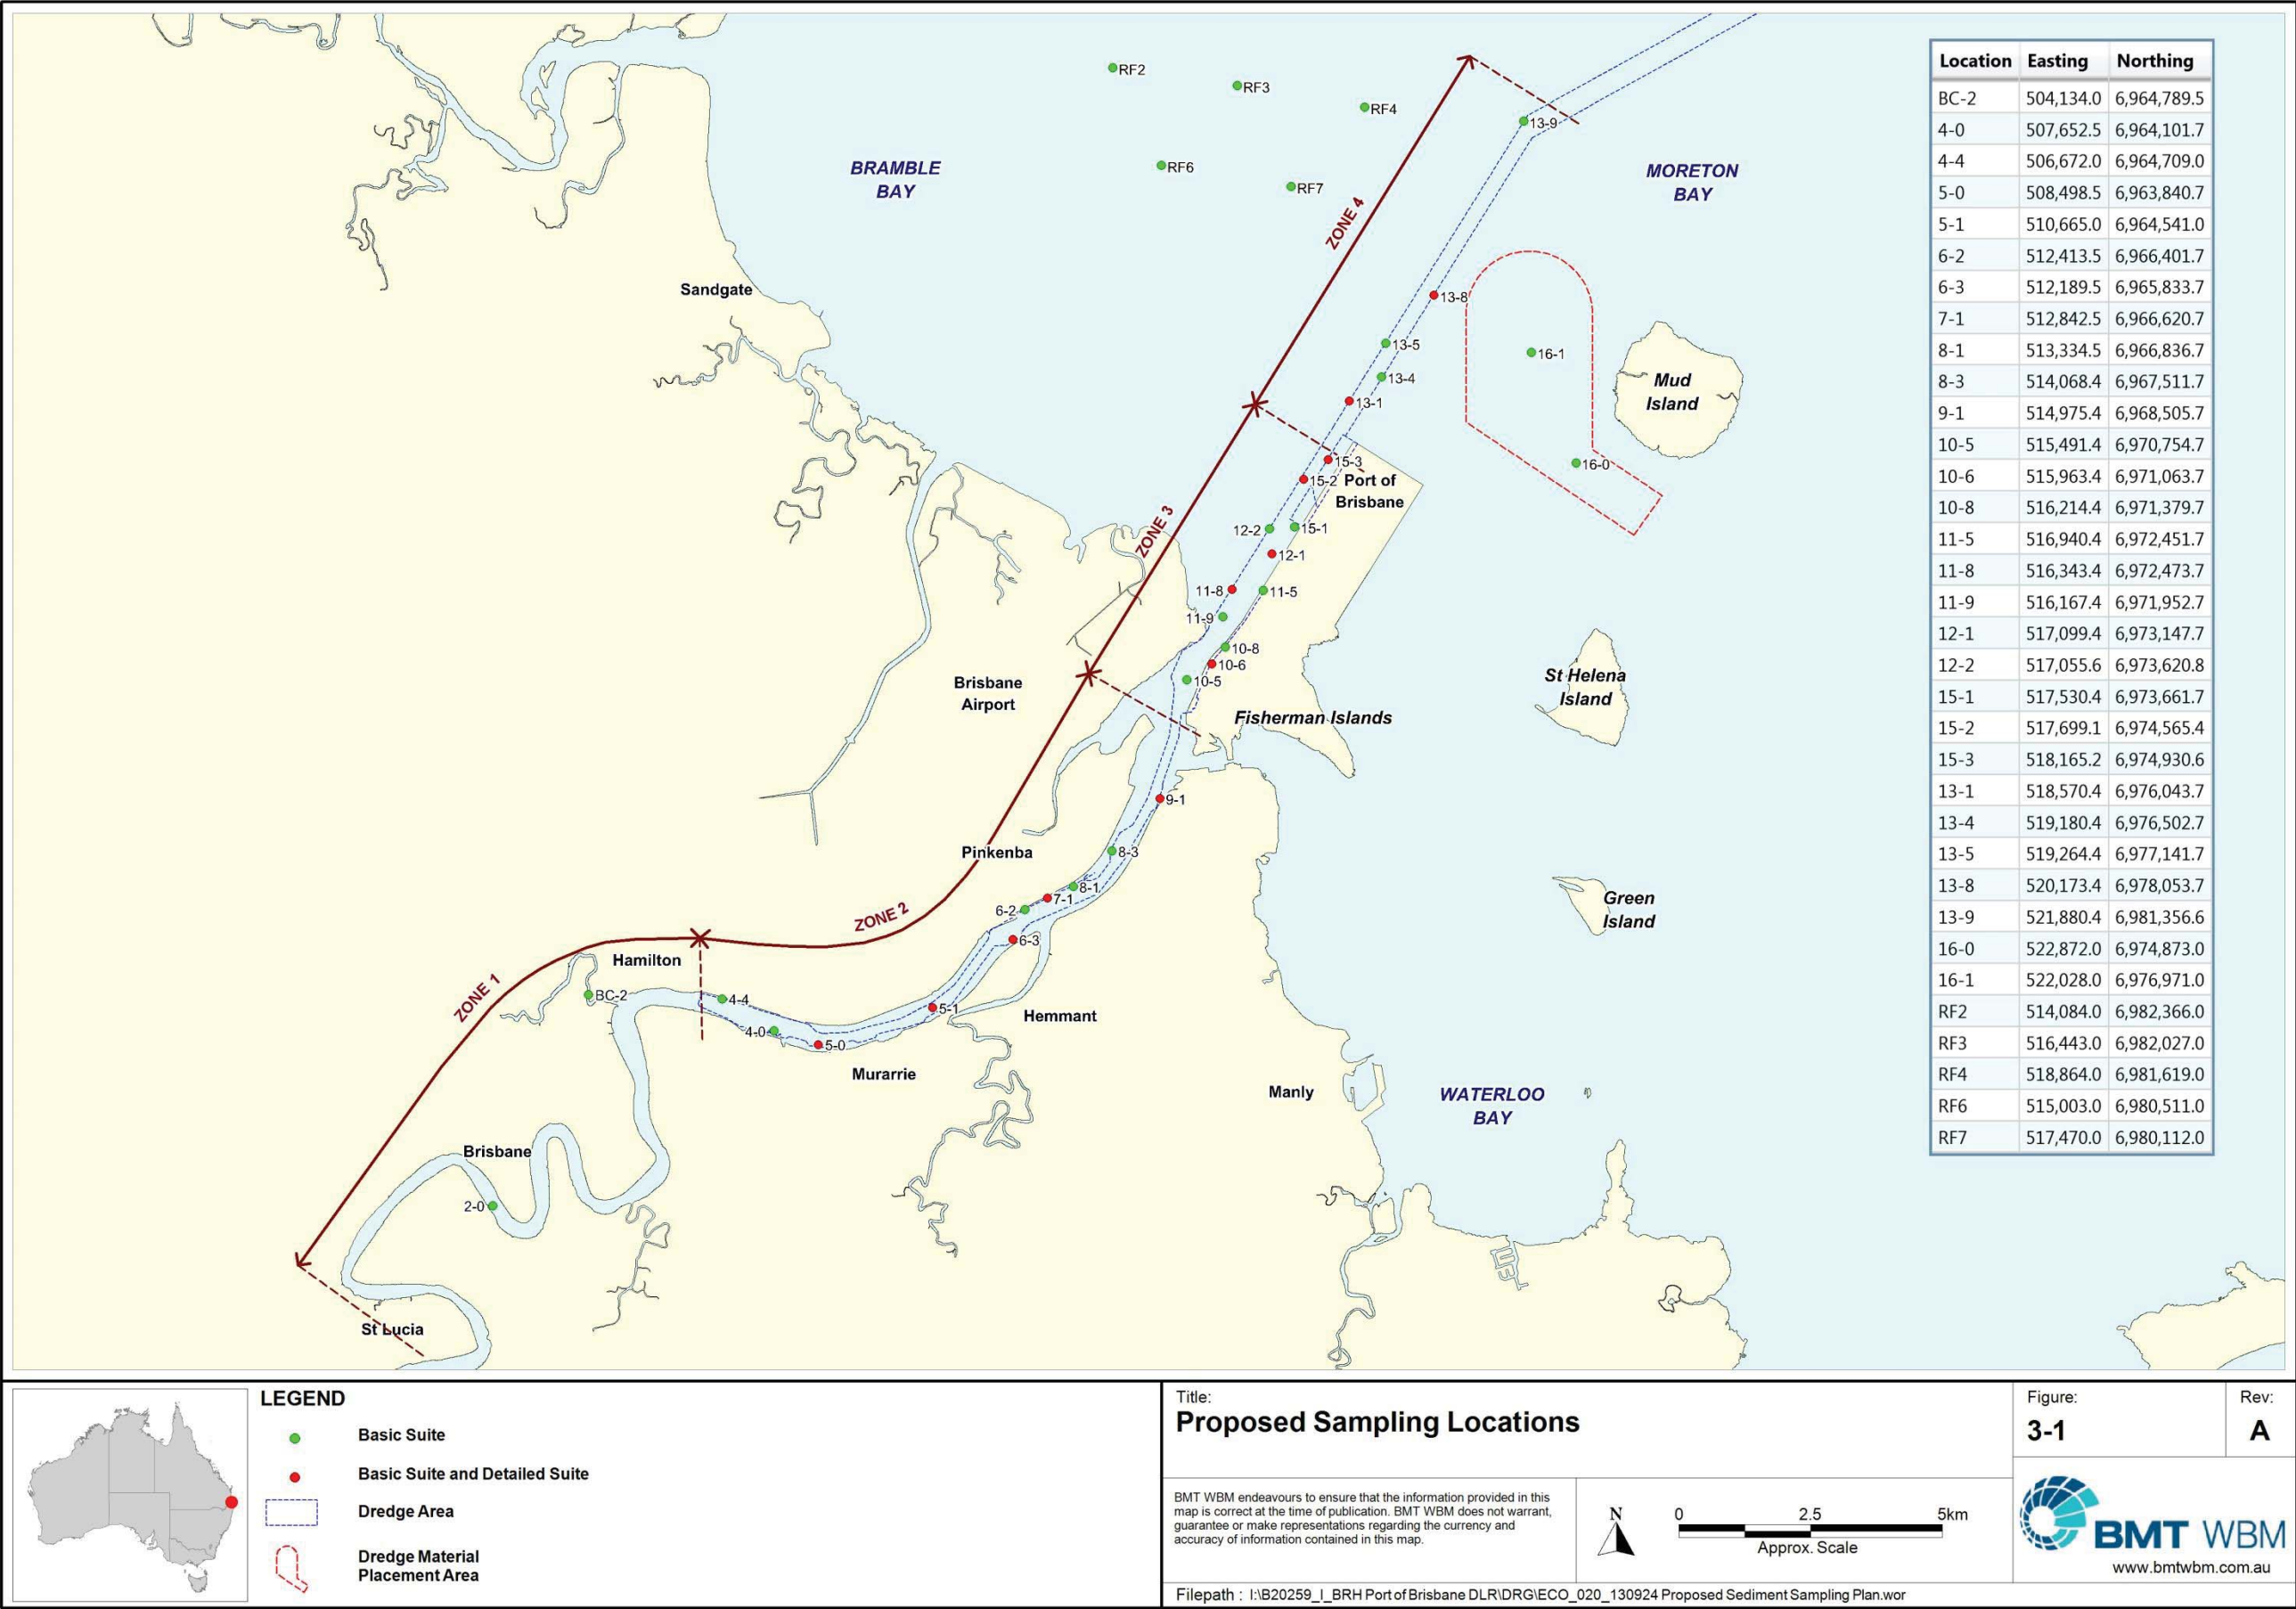 RF2
RF3
RF4
RF6
RF7
13-9
BRAMBLE
BAY
MORETON
BAY
ZONE 4
Sandgate
13-8
13-5
16-1
13-4
Mud
Island
13-1
15-3
16-0
15-2
Port of
Brisbane
ZONE 3
12-2
15-1
12-1
11-8
11-5
11-9
10-8
10-6
10-5
Brisbane
Airport
St Helena
Island
Fisherman Islands
9-1
Pinkenba
8-3
8-1
7-1
6-2
Green
Island
ZONE 2
6-3
Hamilton
ZONE 1
BC-2
4-4
5-1
Hemmant
4-0
5-0
Murarrie
Manly
WATERLOO
BAY
Brisbane
2-0
St Lucia
Location Easting Northing
BC-2 504,134.0 6,964,789.5
4-0 507,652.5 6,964,101.7
4-4 506,672.0 6,964,709.0
5-0 508,498.5 6,963,840.7
5-1 510,665.0 6,964,541.0
6-2 512,413.5 6,966,401.7
6-3 512,189.5 6,965,833.7
7-1 512,842.5 6,966,620.7
8-1 513,334.5 6,966,836.7
8-3 514,068.4 6,967,511.7
9-1 514,975.4 6,968,505.7
10-5 515,491.4 6,970,754.7
10-6 515,963.4 6,971,063.7
10-8 516,214.4 6,971,379.7
11-5 516,940.4 6,972,451.7
11-8 516,343.4 6,972,473.7
11-9 516,167.4 6,971,952.7
12-1 517,099.4 6,973,147.7
12-2 517,055.6 6,973,620.8
15-1 517,530.4 6,973,661.7
15-2 517,699.1 6,974,565.4
15-3 518,165.2 6,974,930.6
13-1 518,570.4 6,976,043.7
13-4 519,180.4 6,976,502.7
13-5 519,264.4 6,977,141.7
13-8 520,173.4 6,978,053.7
13-9 521,880.4 6,981,356.6
16-0 522,872.0 6,974,873.0
16-1 522,028.0 6,976,971.0
RF2 514,084.0 6,982,366.0
RF3 516,443.0 6,982,027.0
RF4 518,864.0 6,981,619.0
RF6 515,003.0 6,980,511.0
RF7 517,470.0 6,980,112.0
LEGEND
Basic Suite
Basic Suite and Detailed Suite
Dredge Area
Dredge Material
Placement Area
Title:
Proposed Sampling Locations
Figure:
3-1
Rev:
A
BMT WBM endeavours to ensure that the information provided in this
map is correct at the time of publication. BMT WBM does not warrant,
guarantee or make representations regarding the currency and
accuracy of information contained in this map.
N
0 2.5 5km
Approx. Scale
BMT WBM
www.bmtwbm.com.au
Filepath : I:\B20259_I_BRH Port of Brisbane DLR\DRG\ECO_020_130924 Proposed Sediment Sampling Plan.wor